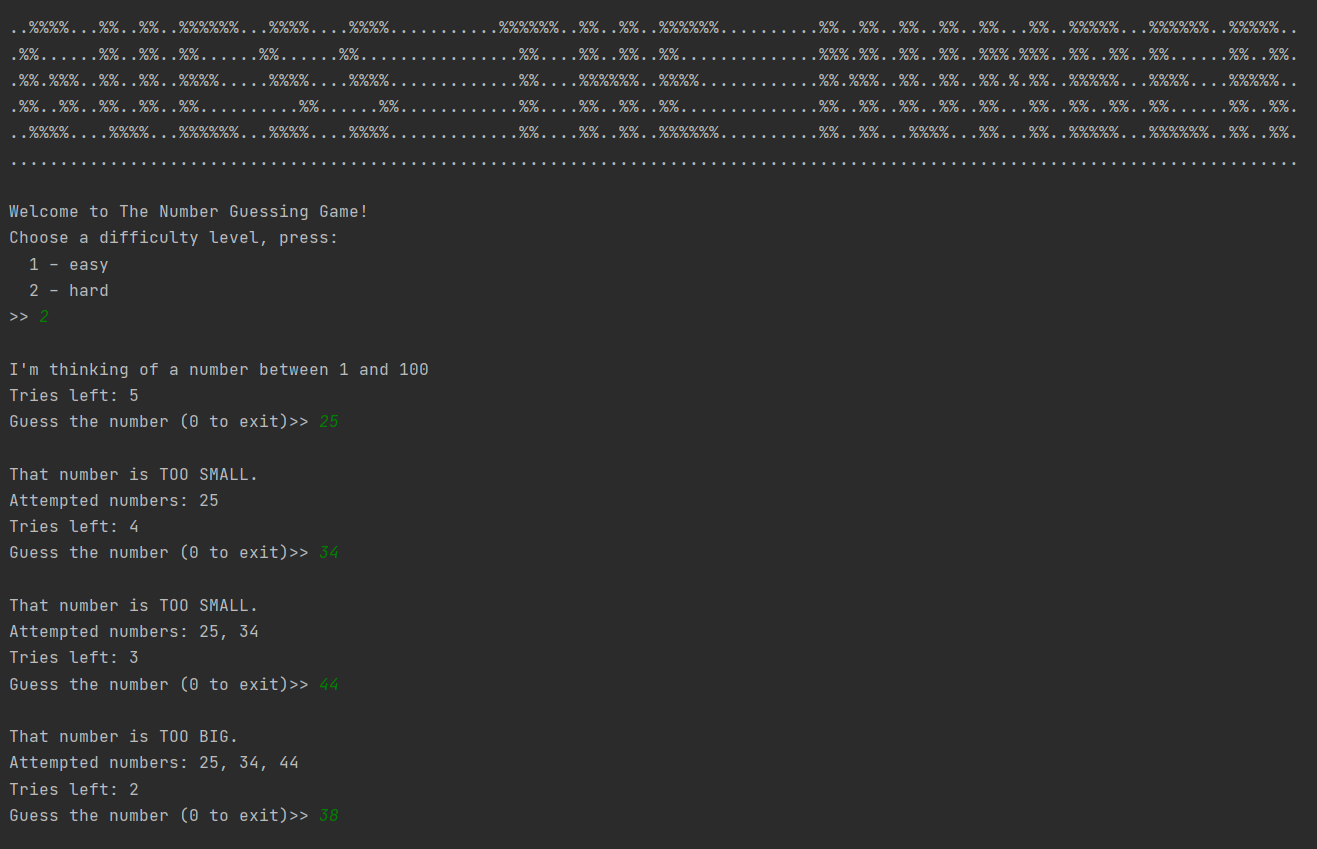 ..%%%%...%%..%%..%%%%%%...%%%%....%%%%...........%%%%%%..%%..%%..%%%%%%..........%%..%%..%%..%%..%%...%%..%%%%%...%%%%%%..%%%%%..
.%%......%%..%%..%%......%%......%%................%%....%%..%%..%%..............%%%.%%..%%..%%..%%%.%%%..%%..%%..%%......%%..%%.
.%%.%%%..%%..%%..%%%%.....%%%%....%%%%.............%%....%%%%%%..%%%%............%%.%%%..%%..%%..%%.%.%%..%%%%%...%%%%....%%%%%..
.%%..%%..%%..%%..%%..........%%......%%............%%....%%..%%..%%..............%%..%%..%%..%%..%%...%%..%%..%%..%%......%%..%%.
..%%%%....%%%%...%%%%%%...%%%%....%%%%.............%%....%%..%%..%%%%%%..........%%..%%...%%%%...%%...%%..%%%%%...%%%%%%..%%..%%.
.................................................................................................................................
Welcome to The Number Guessing Game!
Choose a difficulty level, press:
1 - easy
2 - hard
>> 2
I'm thinking of a number between 1 and 100
Tries left: 5
Guess the number (0 to exit)>> 25
That number is TOO SMALL.
Attempted numbers: 25
Tries left: 4
Guess the number (0 to exit)>> 34
That number is TOO SMALL.
Attempted numbers: 25, 34
Tries left: 3
Guess the number (0 to exit)>> 44
That number is TOO BIG.
Attempted numbers: 25, 34, 44
Tries left: 2
Guess the number (0 to exit)>> 38